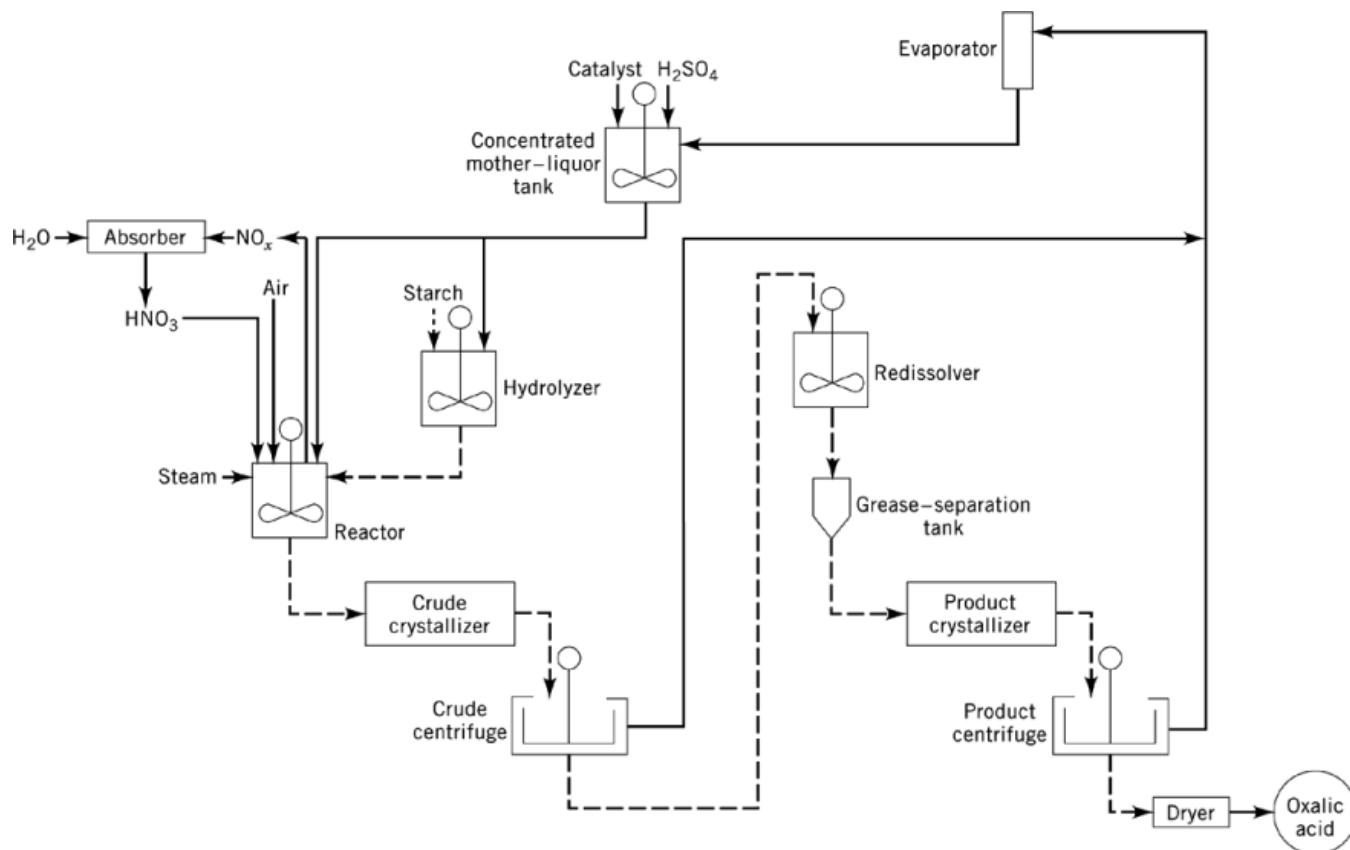 Evaporator
Catalyst H₂SO₄
Concentrated
mother–liquor
tank
H₂O
Absorber
NOₓ
Air
HNO₃
Starch
Hydrolyzer
Redissolver
Steam
Reactor
Grease–separation
tank
Crude
crystallizer
Product
crystallizer
Crude
centrifuge
Product
centrifuge
Dryer
Oxalic
acid